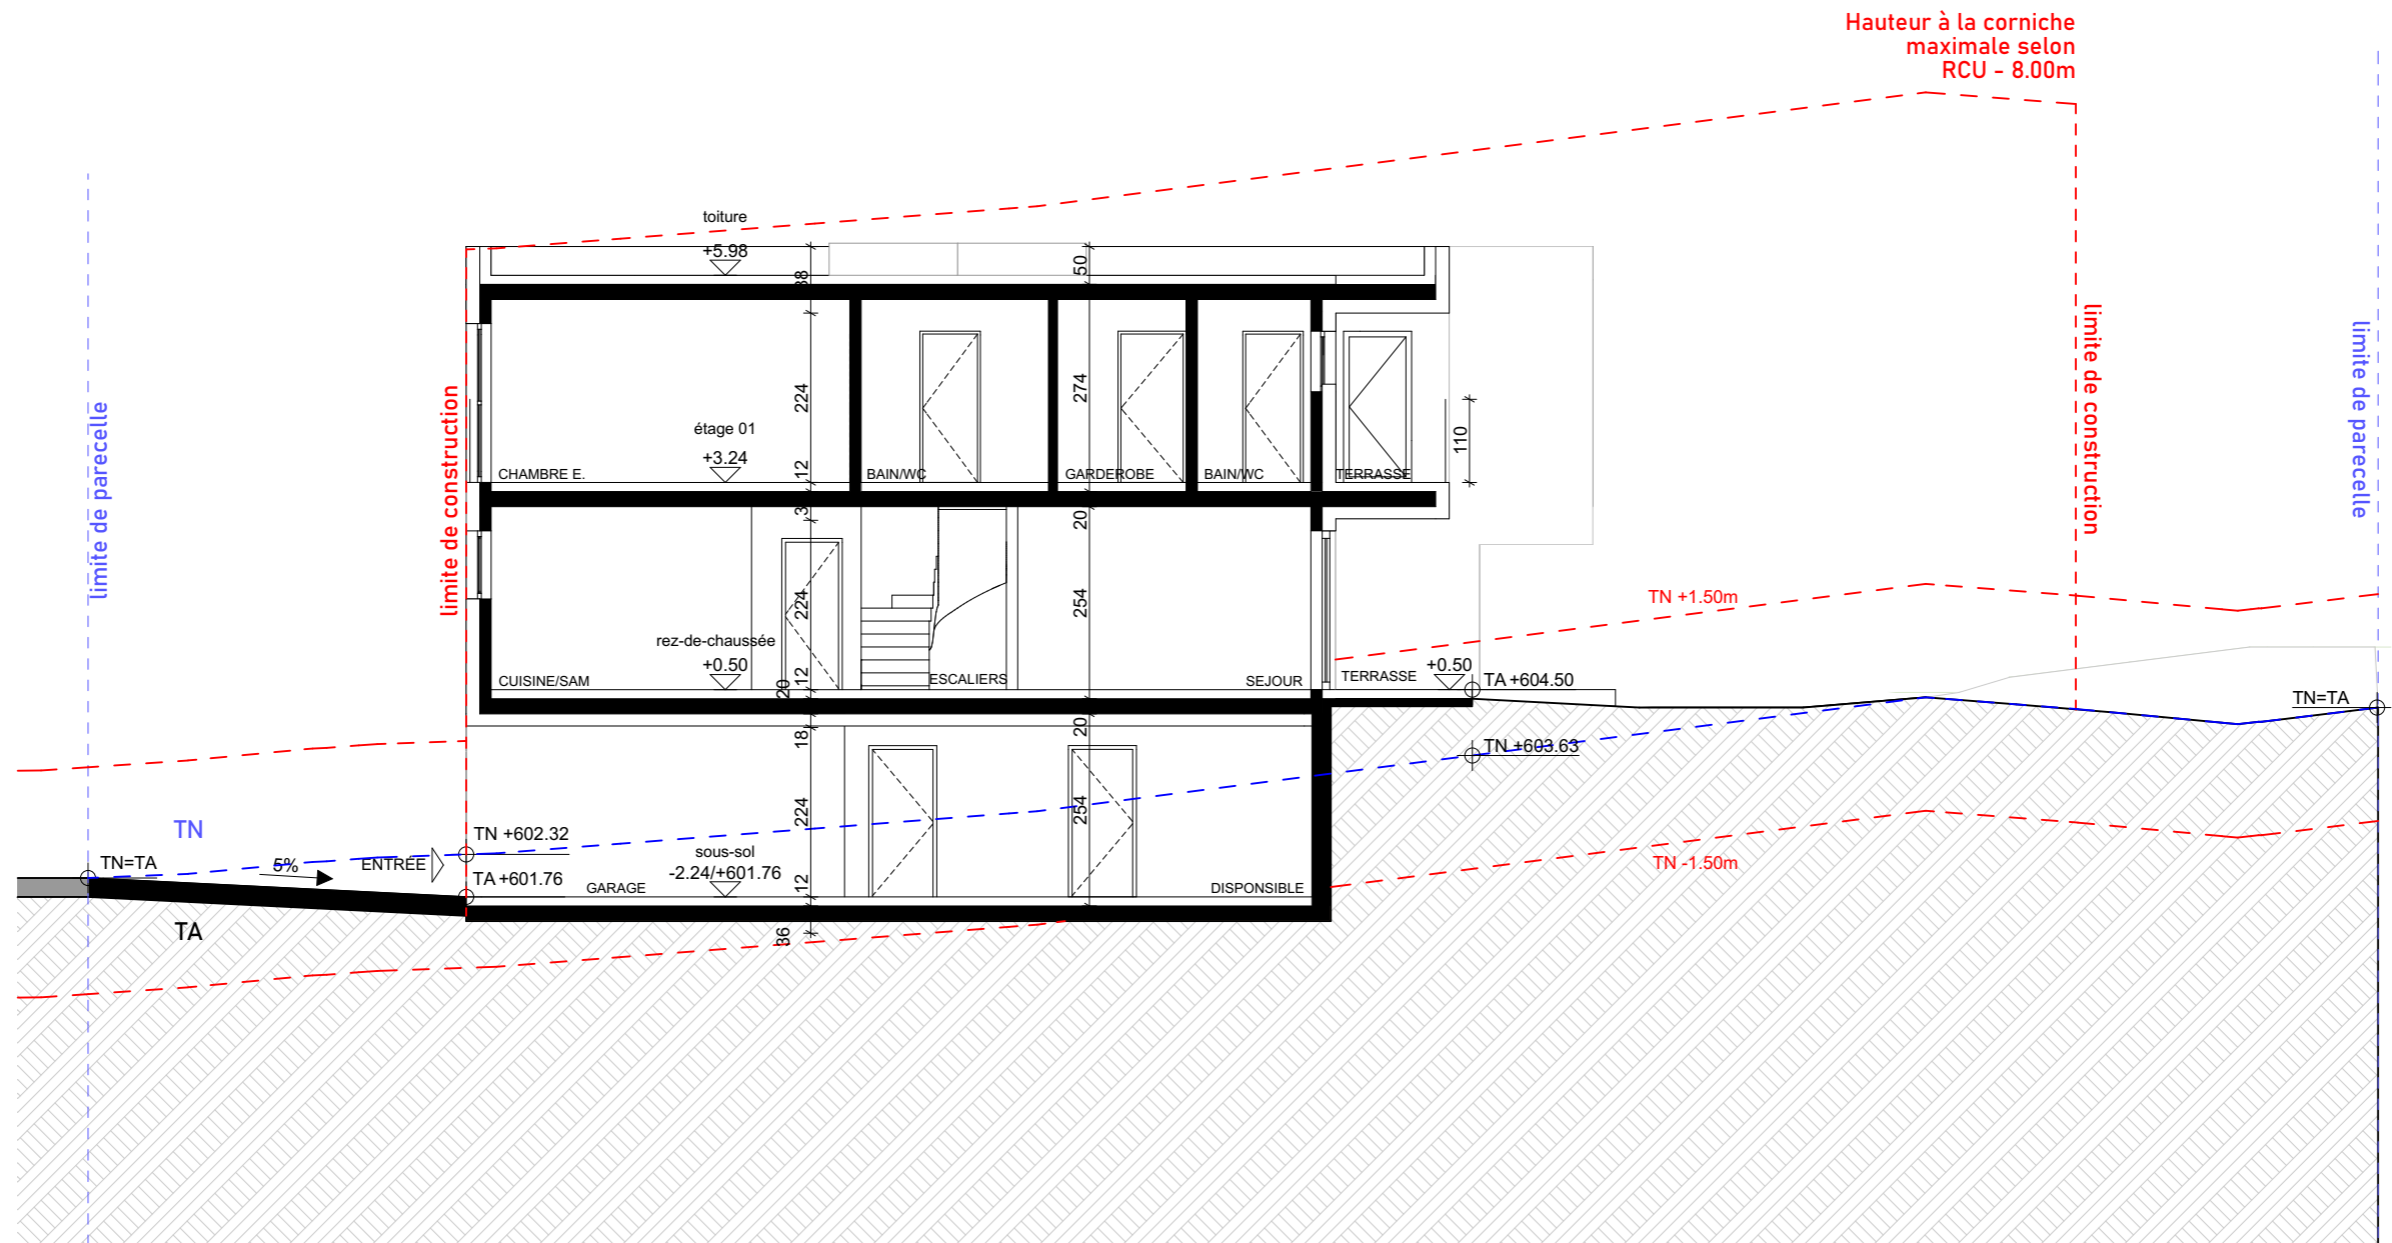 Hauteur à la corniche
maximale selon
RCU - 8.00m
toiture
+5.98
38
50
limite de construction
limite de parecelle
limite de parecelle
limite de construction
224
274
110
étage 01
+3.24
12
CHAMBRE E.
BAIN/WC
GARDEROBE
BAIN/WC
TERRASSE
3
20
224
254
TN +1.50m
rez-de-chaussée
+0.50
12
20
CUISINE/SAM
ESCALIERS
SEJOUR
TERRASSE
+0.50
TA +604.50
TN=TA
18
20
TN +603.63
224
254
TN
TN +602.32
TN=TA
5%
ENTREE
sous-sol
-2.24/+601.76
TA +601.76
GARAGE
12
DISPONSIBLE
TN -1.50m
TA
36